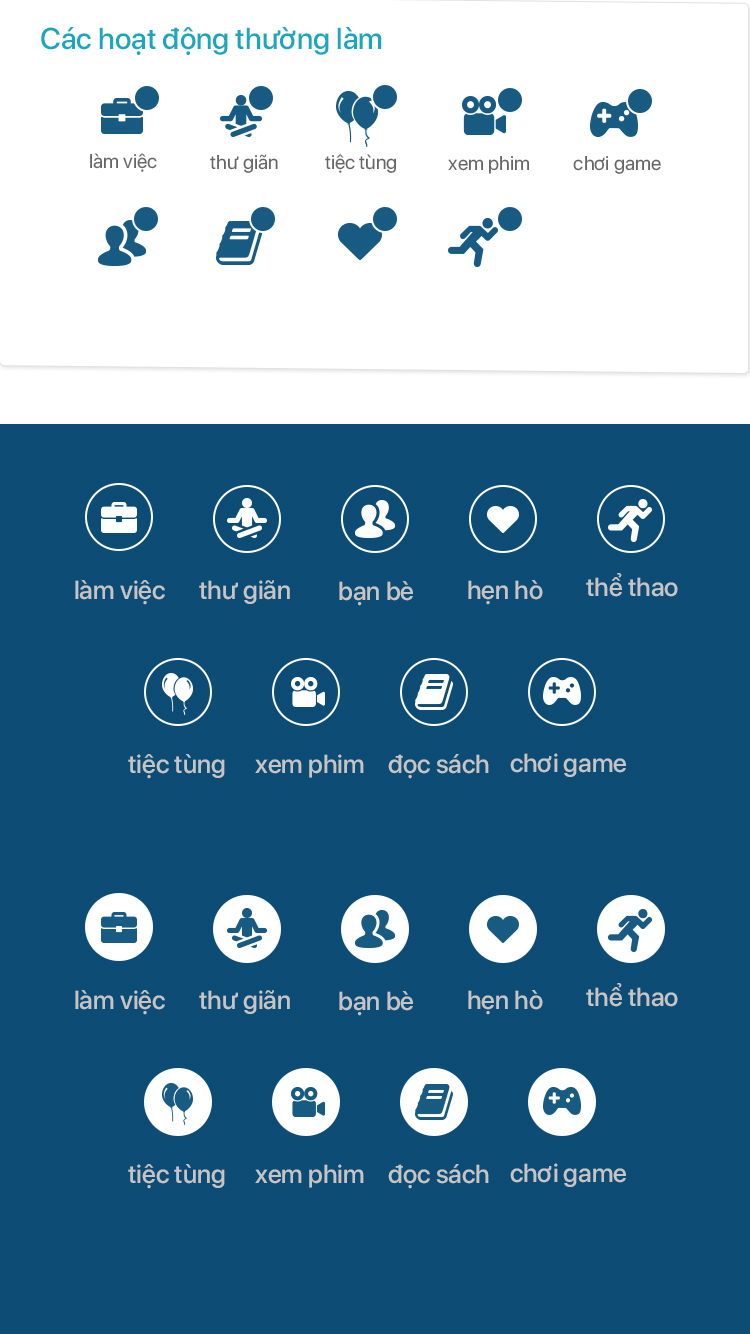 Các hoạt động thường làm
làm việc thư giãn tiệc tùng xem phim chơi game
làm việc thư giãn bạn bè hẹn hò thể thao
tiệc tùng xem phim đọc sách chơi game
làm việc thư giãn bạn bè hẹn hò thể thao
tiệc tùng xem phim đọc sách chơi game